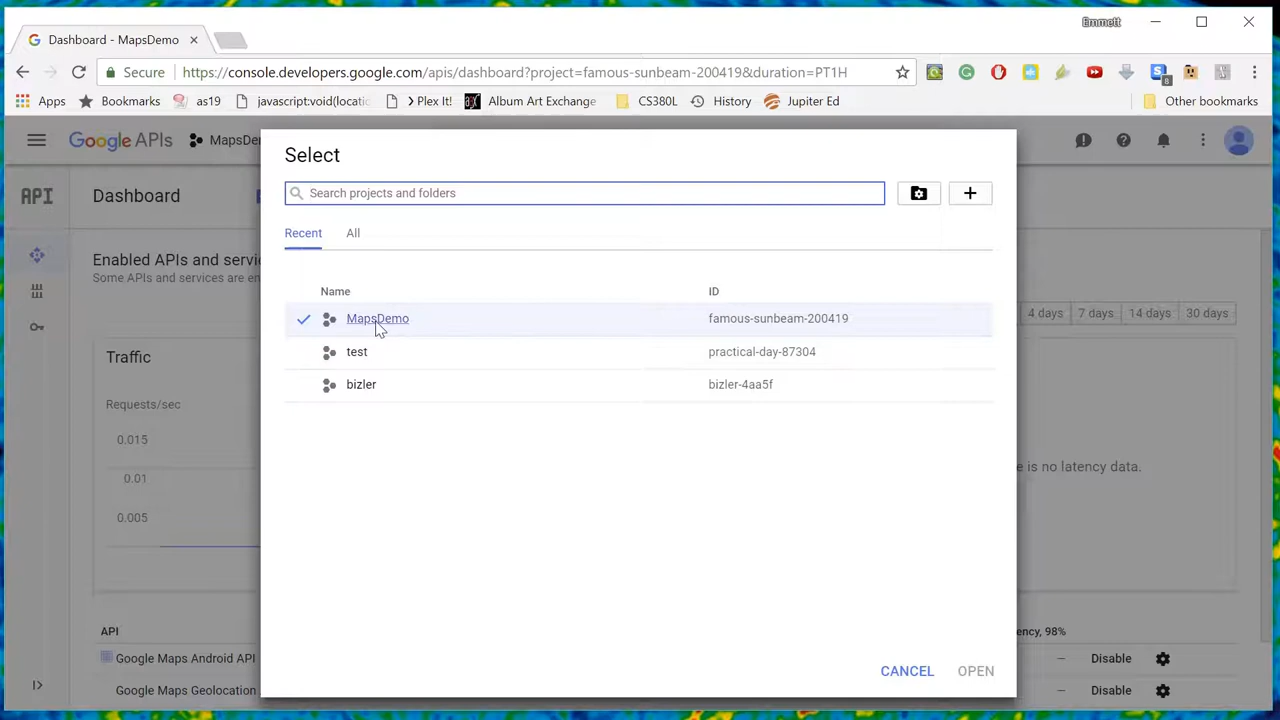 Emmett
Dashboard - MapsDemo
Secure https://console.developers.google.com/apis/dashboard?project=famous-sunbeam-200419&duration=PT1H
8
Apps Bookmarks as19 javascript:void(locatic Plex It! Album Art Exchange CS380L History Jupiter Ed Other bookmarks
Google APIs MapsDe
Select
API Dashboard
Search projects and folders
Recent All
Enabled APIs and servic
Some APIs and services are en
Name ID
MapsDemo famous-sunbeam-200419
4 days 7 days 14 days 30 days
test practical-day-87304
Traffic
bizler bizler-4aa5f
Requests/sec
0.015
e is no latency data.
0.01
0.005
API ency, 98%
Google Maps Android API – Disable
CANCEL OPEN
Google Maps Geolocation – Disable